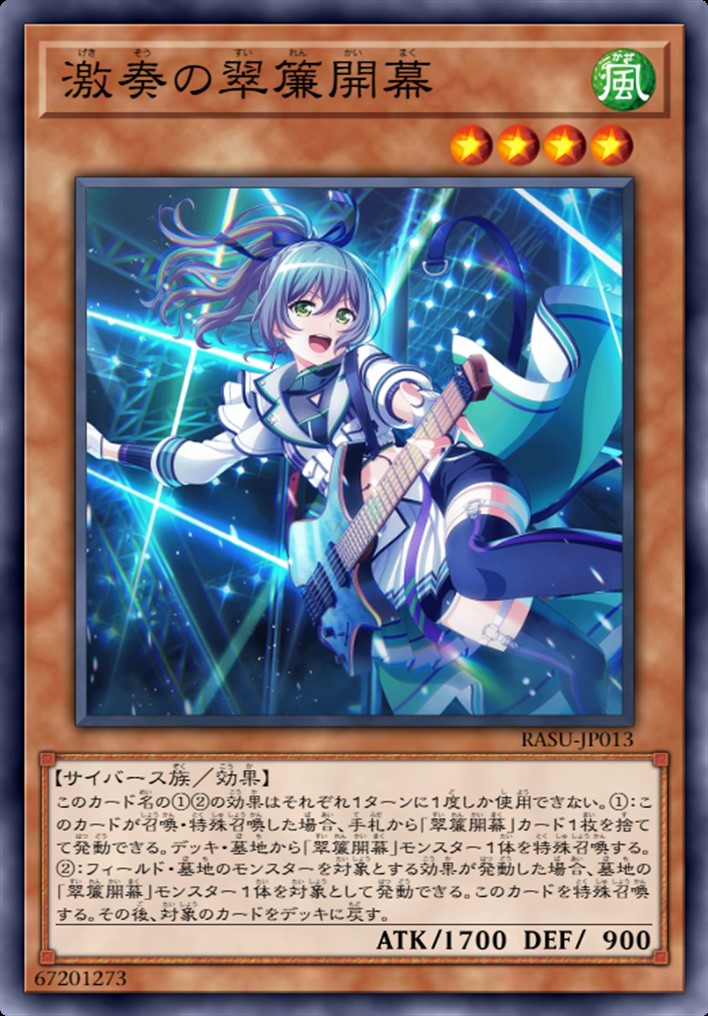 激奏の翠簾開幕
風
RASU-JP013
【サイバース族／効果】
このカード名の①②の効果はそれぞれ1ターンに1度しか使用できない。①：こ
のカードが召喚・特殊召喚した場合、手札から「翠簾開幕」カード1枚を捨て
て発動できる。デッキ・墓地から「翠簾開幕」モンスター1体を特殊召喚する。
②：フィールド・墓地のモンスターを対象とする効果が発動した場合、墓地の
「翠簾開幕」モンスター1体を対象として発動できる。このカードを特殊召喚
する。その後、対象のカードをデッキに戻す。
ATK/1700 DEF/ 900
67201273